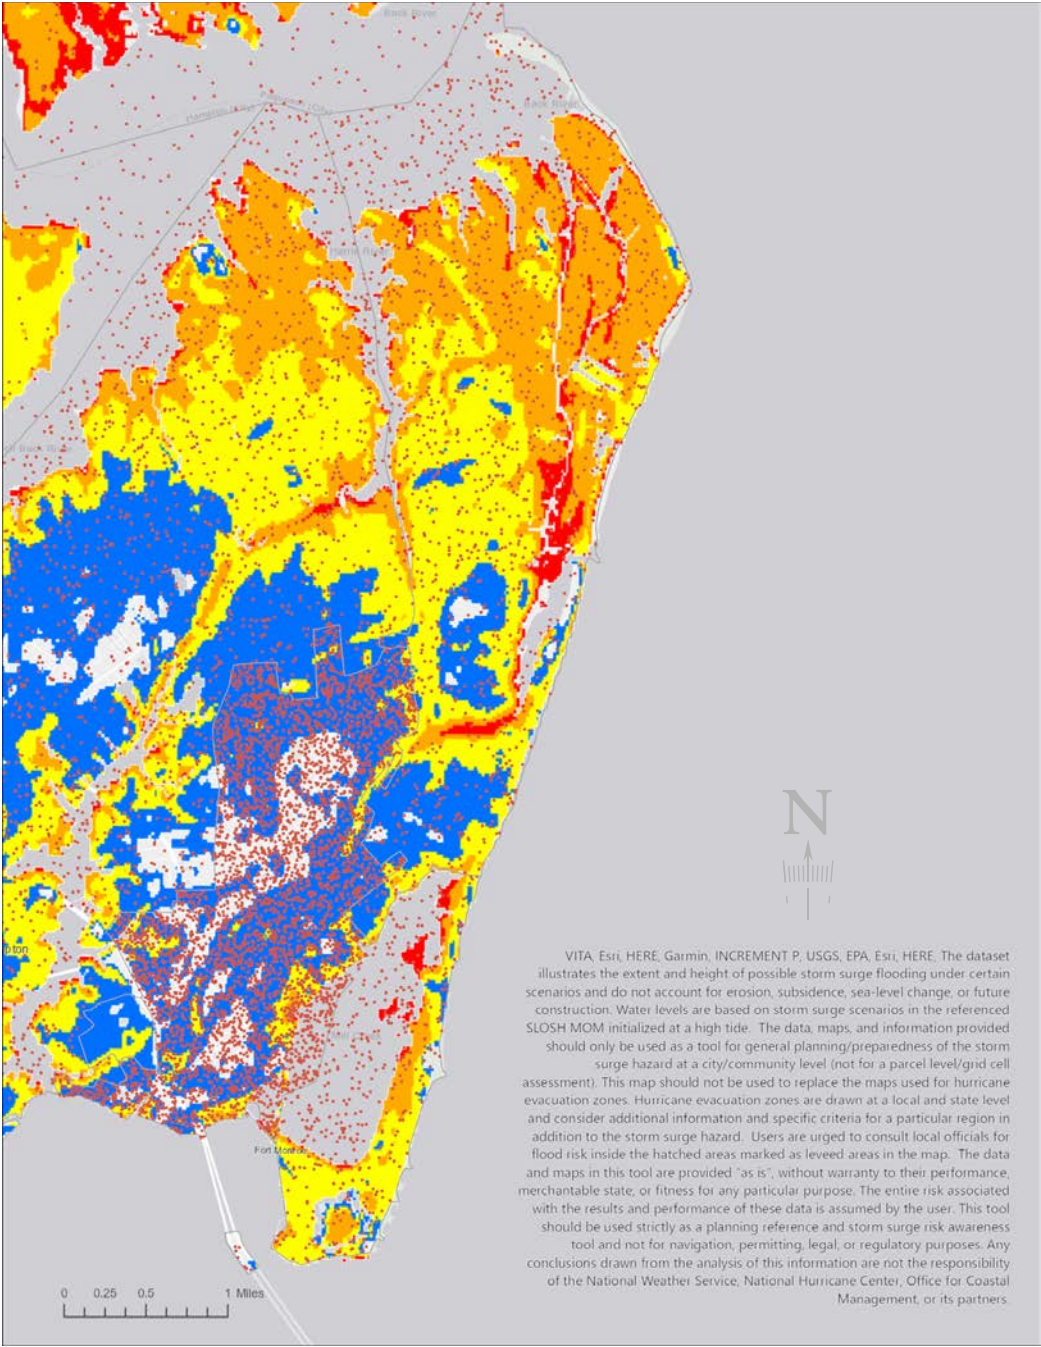 Back River
Hampton (City)
Poquoson (City)
Back River
Harris River
Back River
N
VITA, Esri, HERE, Garmin, INCREMENT P, USGS, EPA, Esri, HERE, The dataset
illustrates the extent and height of possible storm surge flooding under certain
scenarios and do not account for erosion, subsidence, sea-level change, or future
construction. Water levels are based on storm surge scenarios in the referenced
SLOSH MOM initialized at a high tide. The data, maps, and information provided
should only be used as a tool for general planning/preparedness of the storm
surge hazard at a city/community level (not for a parcel level/grid cell
assessment). This map should not be used to replace the maps used for hurricane
evacuation zones. Hurricane evacuation zones are drawn at a local and state level
and consider additional information and specific criteria for a particular region in
addition to the storm surge hazard. Users are urged to consult local officials for
flood risk inside the hatched areas marked as leveed areas in the map. The data
and maps in this tool are provided "as is", without warranty to their performance,
merchantable state, or fitness for any particular purpose. The entire risk associated
with the results and performance of these data is assumed by the user. This tool
should be used strictly as a planning reference and storm surge risk awareness
tool and not for navigation, permitting, legal, or regulatory purposes. Any
conclusions drawn from the analysis of this information are not the responsibility
of the National Weather Service, National Hurricane Center, Office for Coastal
Management, or its partners.
pton
Fort Monroe
0 0.25 0.5 1 Miles